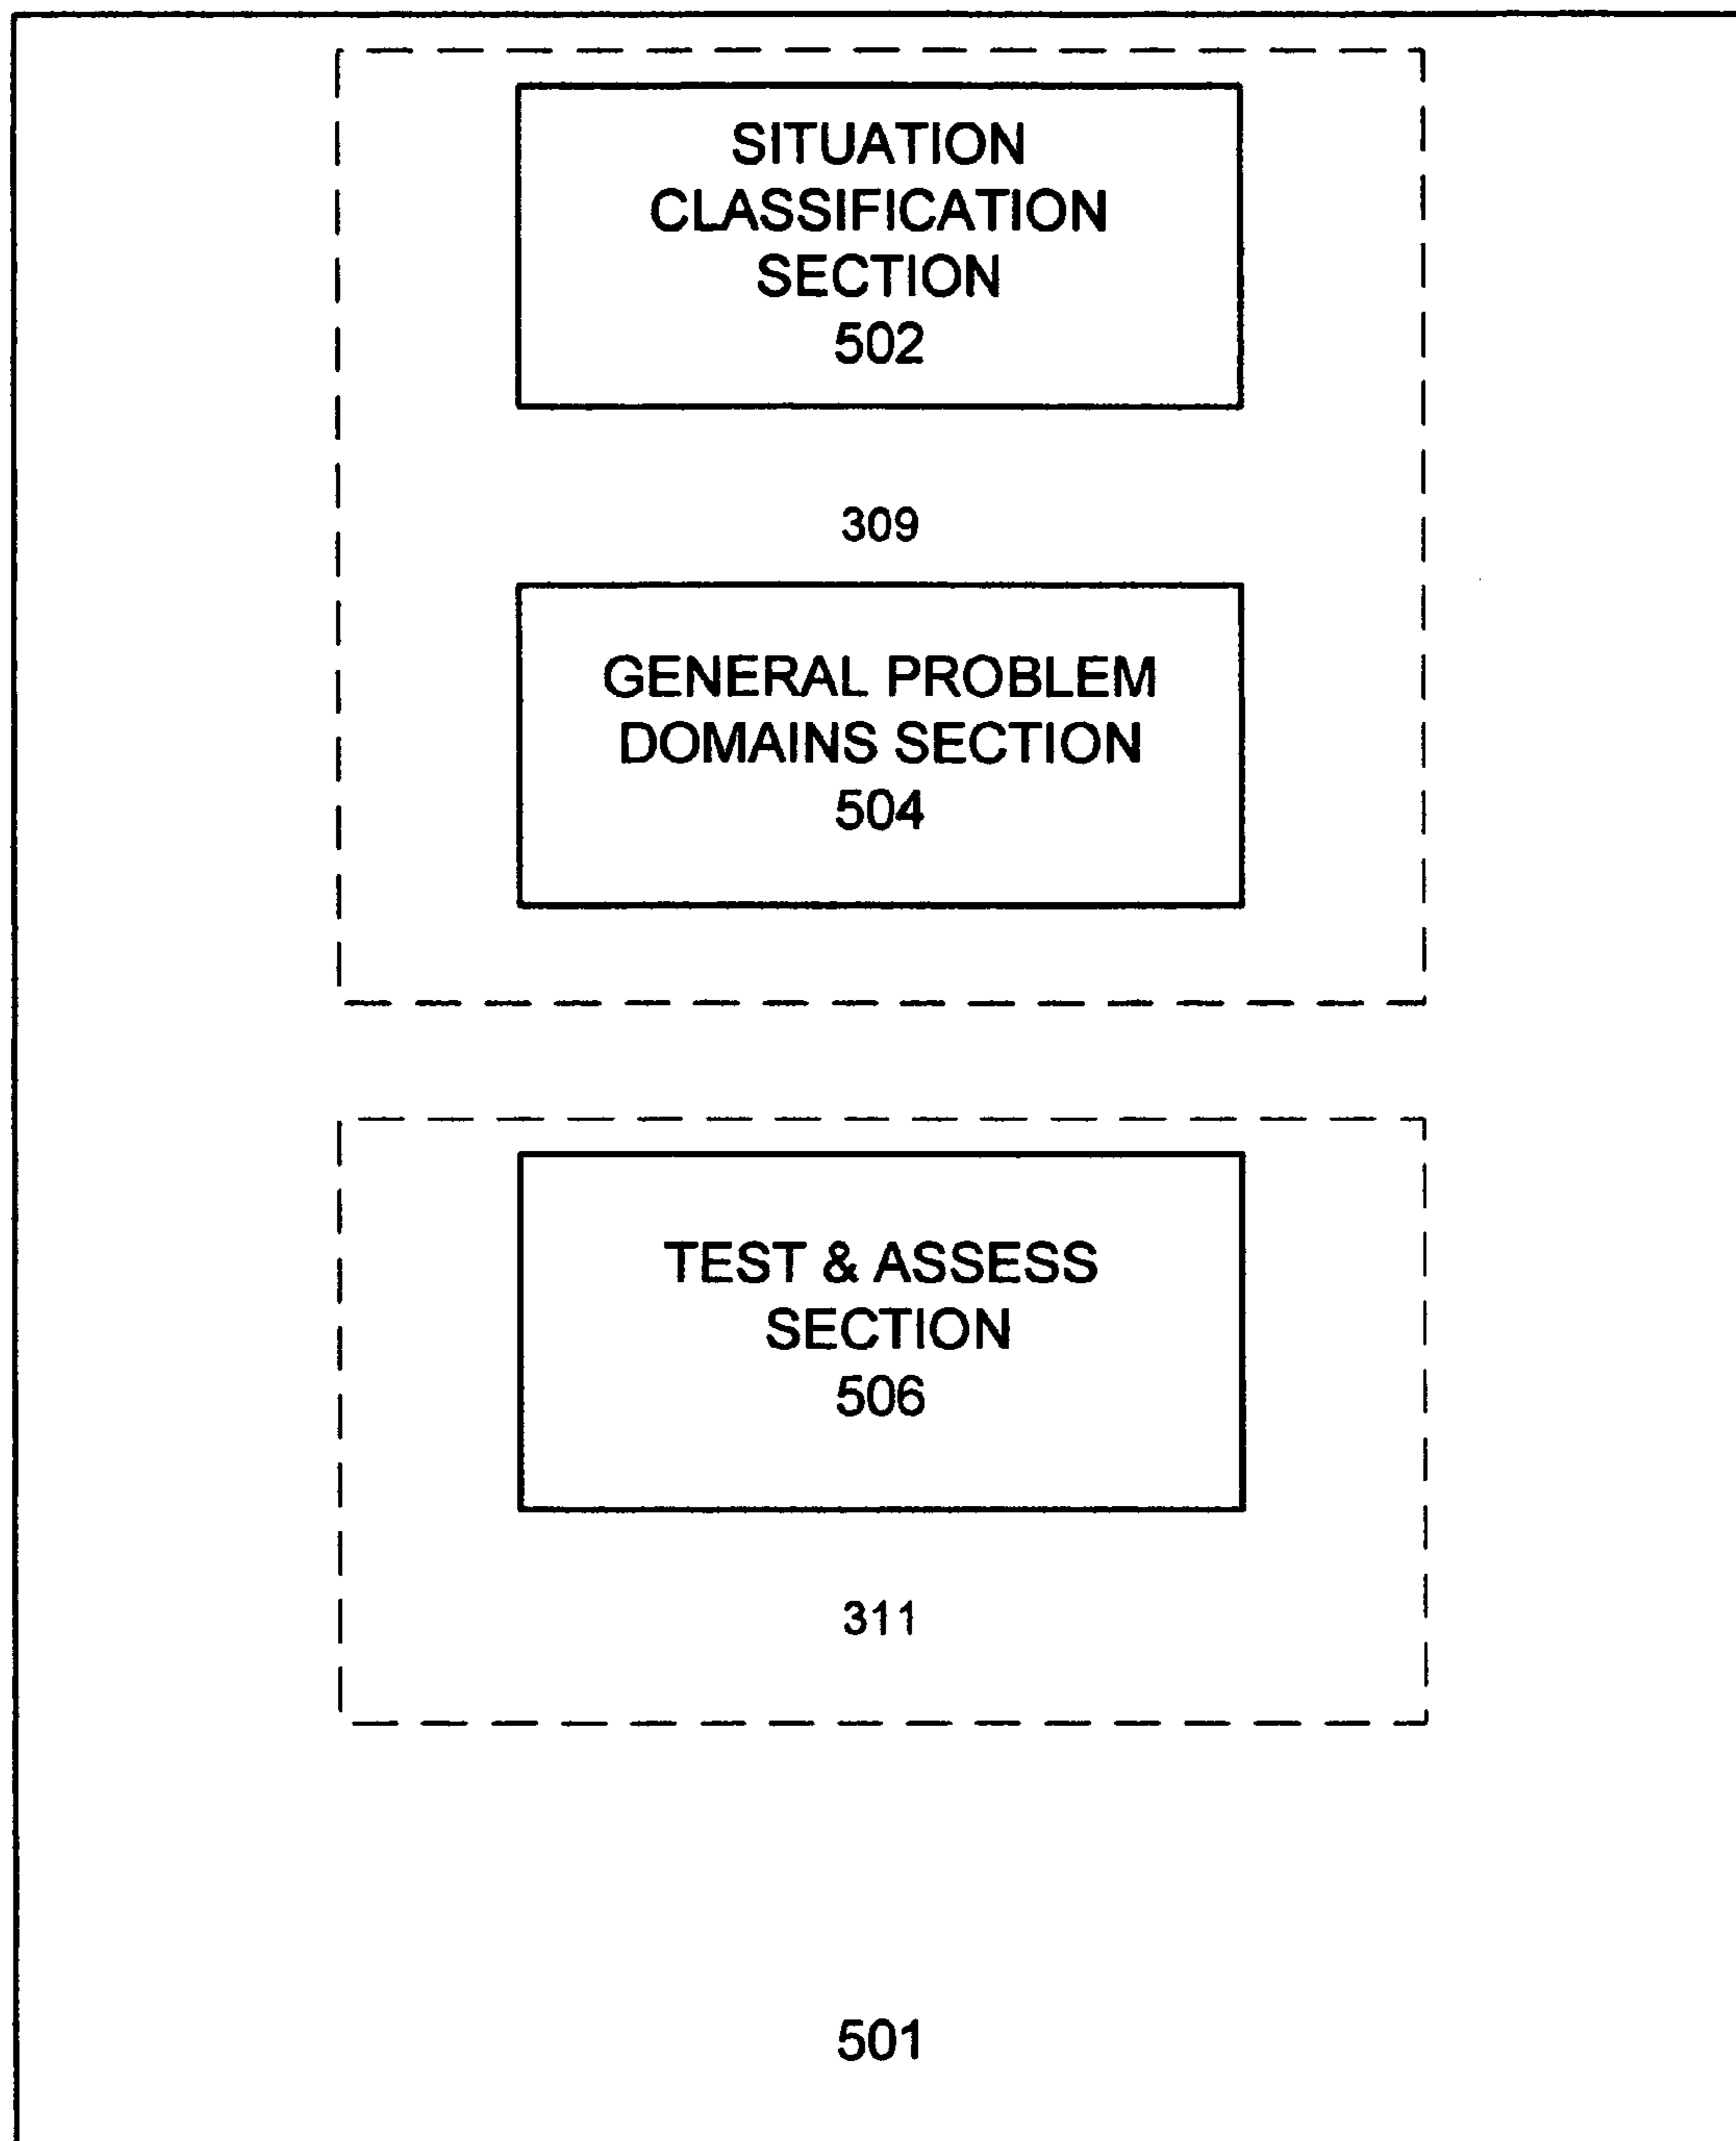 SITUATION
CLASSIFICATION
SECTION
502
309
GENERAL PROBLEM
DOMAINS SECTION
504
TEST & ASSESS
SECTION
506
311
501